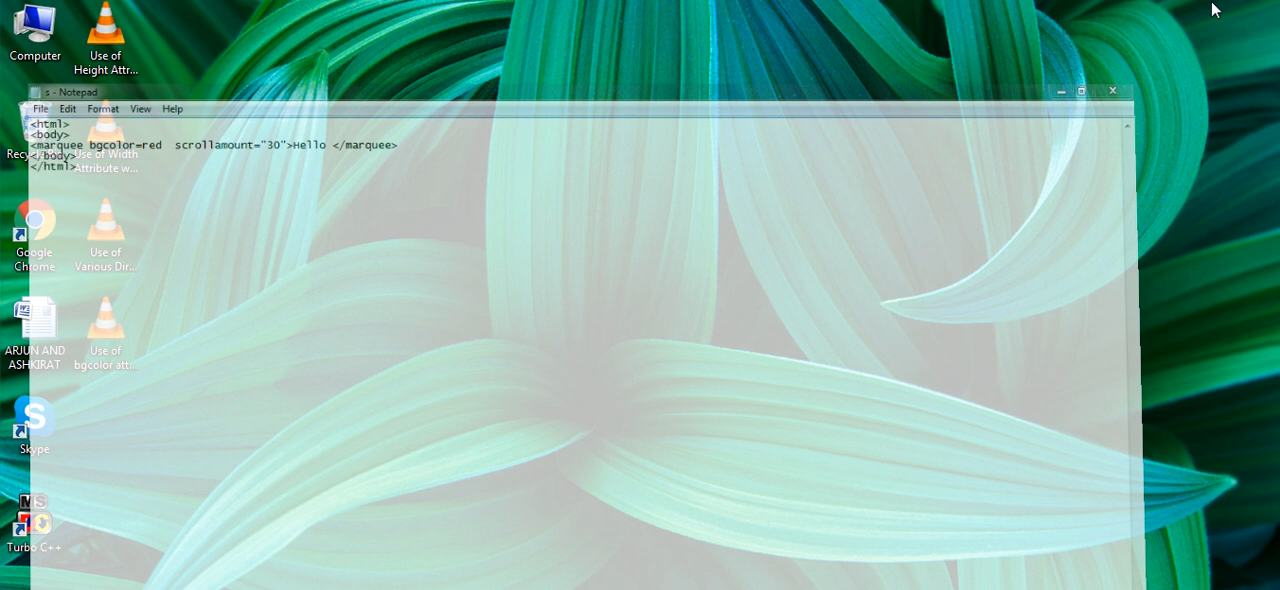 Computer
Use of
Height Attr...
s - Notepad
File Edit Format View Help
<html>
<body>
<marquee bgcolor=red  scrollamount="30">Hello </marquee>
</body>
</html>
Use of Width
Attribute w...
Google
Chrome
Use of
Various Dir...
ARJUN AND
ASHKIRAT
Use of
bgcolor att...
Skype
Turbo C++